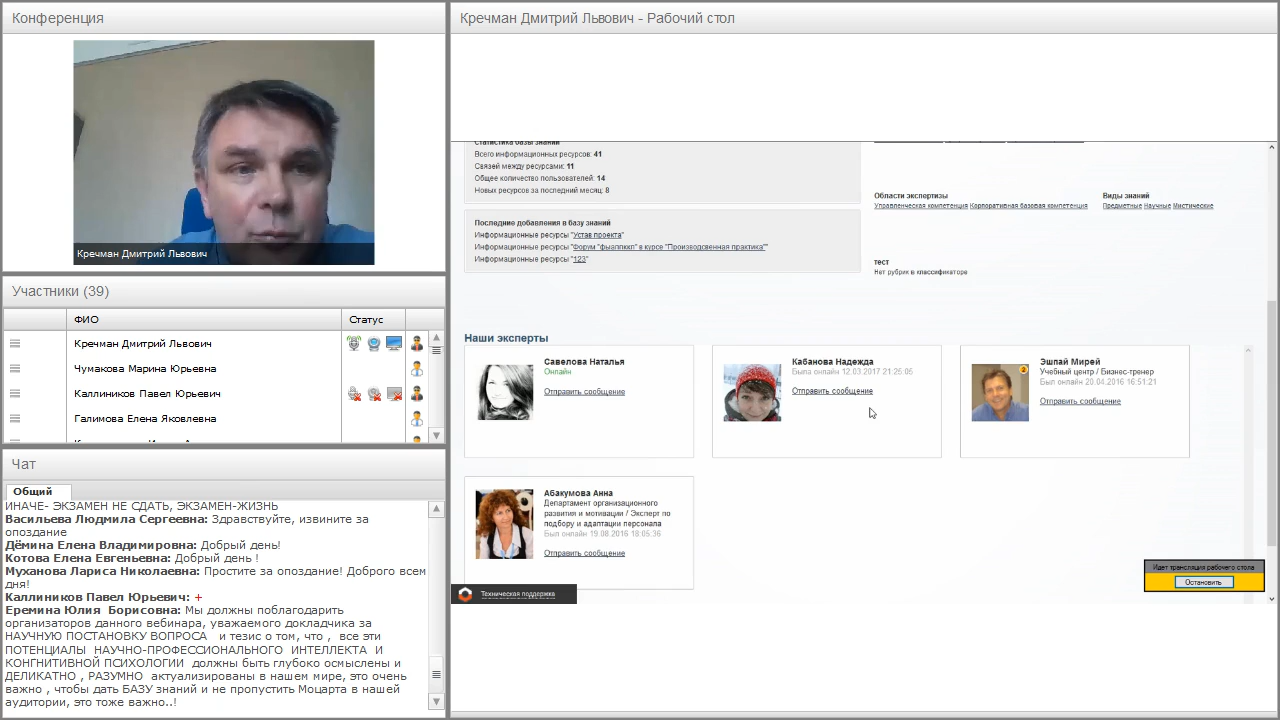 Конференция
Кречман Дмитрий Львович
Участники (39)
ФИО
Статус
Кречман Дмитрий Львович
Чумакова Марина Юрьевна
Каллиников Павел Юрьевич
Галимова Елена Яковлевна
Чат
Общий
ИНАЧЕ- ЭКЗАМЕН НЕ СДАТЬ, ЭКЗАМЕН-ЖИЗНЬ
Васильева Людмила Сергеевна: Здравствуйте, извините за
опоздание
Дёмина Елена Владимировна: Добрый день!
Котова Елена Евгеньевна: Добрый день !
Муханова Лариса Николаевна: Простите за опоздание! Доброго всем
дня!
Каллиников Павел Юрьевич: +
Еремина Юлия Борисовна: Мы должны поблагодарить
организаторов данного вебинара, уважаемого докладчика за
НАУЧНУЮ ПОСТАНОВКУ ВОПРОСА и тезис о том, что , все эти
ПОТЕНЦИАЛЫ НАУЧНО-ПРОФЕССИОНАЛЬНОГО ИНТЕЛЛЕКТА И
КОНГНИТИВНОЙ ПСИХОЛОГИИ должны быть глубоко осмыслены и
ДЕЛИКАТНО , РАЗУМНО актуализированы в нашем мире, это очень
важно , чтобы дать БАЗУ знаний и не пропустить Моцарта в нашей
аудитории, это тоже важно..!
Кречман Дмитрий Львович - Рабочий стол
Статистика базы знаний
Всего информационных ресурсов: 41
Связей между ресурсами: 11
Общее количество пользователей: 14
Новых ресурсов за последний месяц: 8
Последние добавления в базу знаний
Информационные ресурсы "Устав проекта"
Информационные ресурсы "Форум "фыаппкп" в курсе "Производсвенная практика""
Информационные ресурсы "123"
Области экспертизы
Управленческая компетенция Корпоративная базовая компетенция
Виды знаний
Предметные Научные Мистические
тест
Нет рубрик в классификаторе
Наши эксперты
Савелова Наталья
Онлайн
Отправить сообщение
Кабанова Надежда
Была онлайн 12.03.2017 21:25:05
Отправить сообщение
Эшпай Мирей
Учебный центр / Бизнес-тренер
Был онлайн 20.04.2016 16:51:21
Отправить сообщение
Абакумова Анна
Департамент организационного
развития и мотивации / Эксперт по
подбору и адаптации персонала
Был онлайн 19.08.2016 18:05:36
Отправить сообщение
Техническая поддержка
Идет трансляция рабочего стола
Остановить